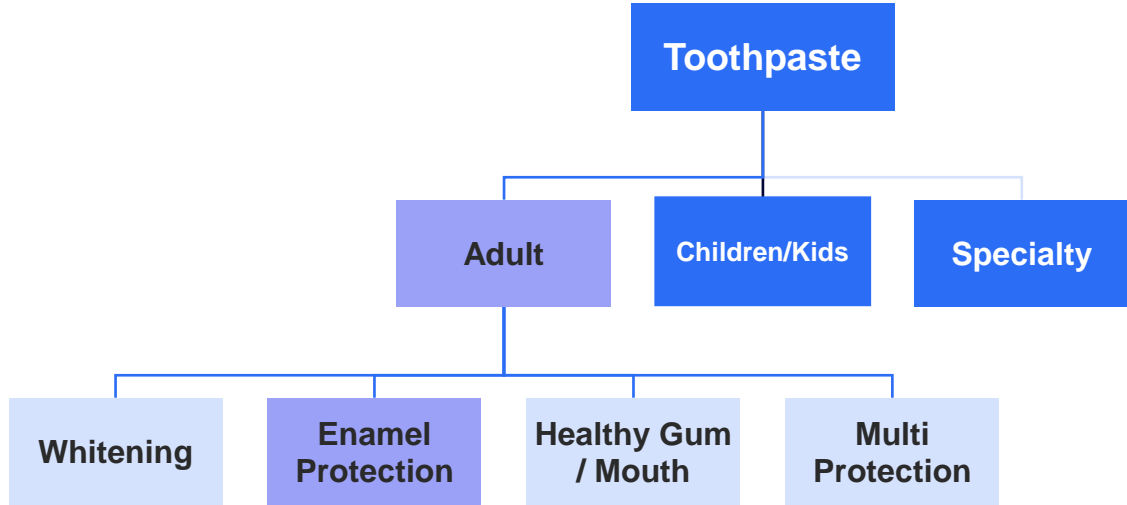 Toothpaste
Adult
Children/Kids
Specialty
Whitening
Enamel
Protection
Healthy Gum
/ Mouth
Multi
Protection